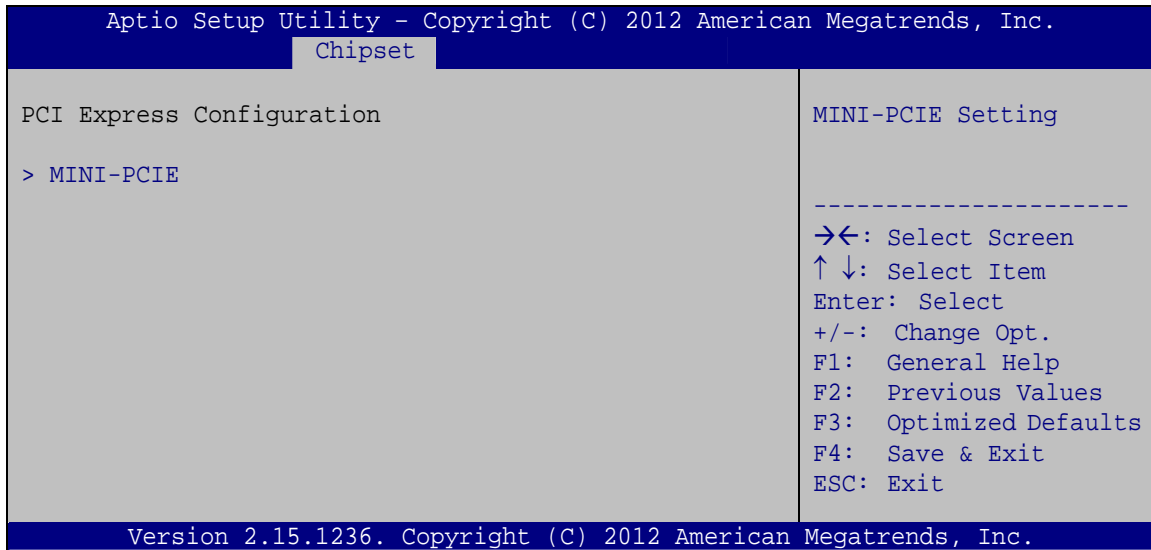 Aptio Setup Utility – Copyright (C) 2012 American Megatrends, Inc.
Chipset
PCI Express Configuration
> MINI-PCIE
MINI-PCIE Setting
----------------------
→←: Select Screen
↑ ↓: Select Item
Enter: Select
+/-: Change Opt.
F1: General Help
F2: Previous Values
F3: Optimized Defaults
F4: Save & Exit
ESC: Exit
Version 2.15.1236. Copyright (C) 2012 American Megatrends, Inc.